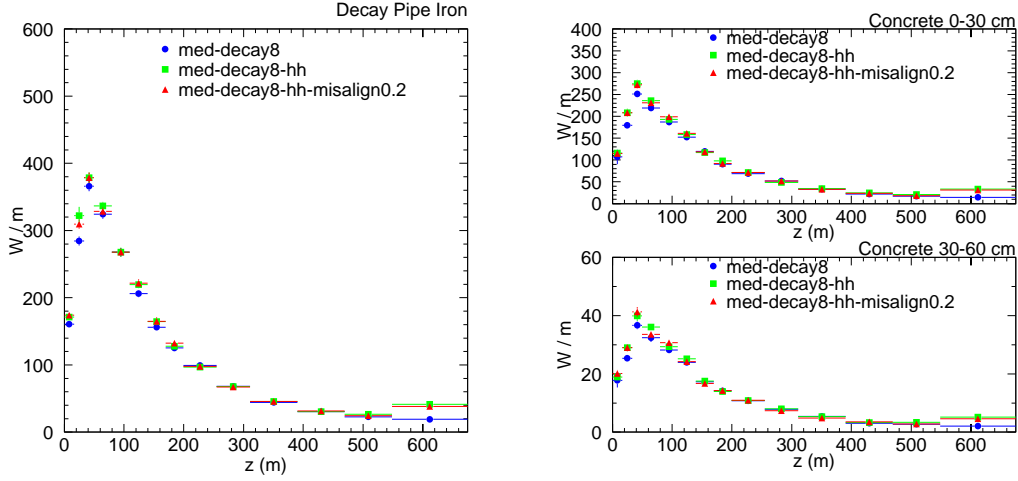 Decay Pipe Iron
W / m
600
500
400
300
200
100
0
med-decay8
med-decay8-hh
med-decay8-hh-misalign0.2
0 100 200 300 400 500 600
z (m)
Concrete 0-30 cm
W / m
400
350
300
250
200
150
100
50
0
med-decay8
med-decay8-hh
med-decay8-hh-misalign0.2
0 100 200 300 400 500 600
z (m)
Concrete 30-60 cm
W / m
60
40
20
0
med-decay8
med-decay8-hh
med-decay8-hh-misalign0.2
0 100 200 300 400 500 600
z (m)